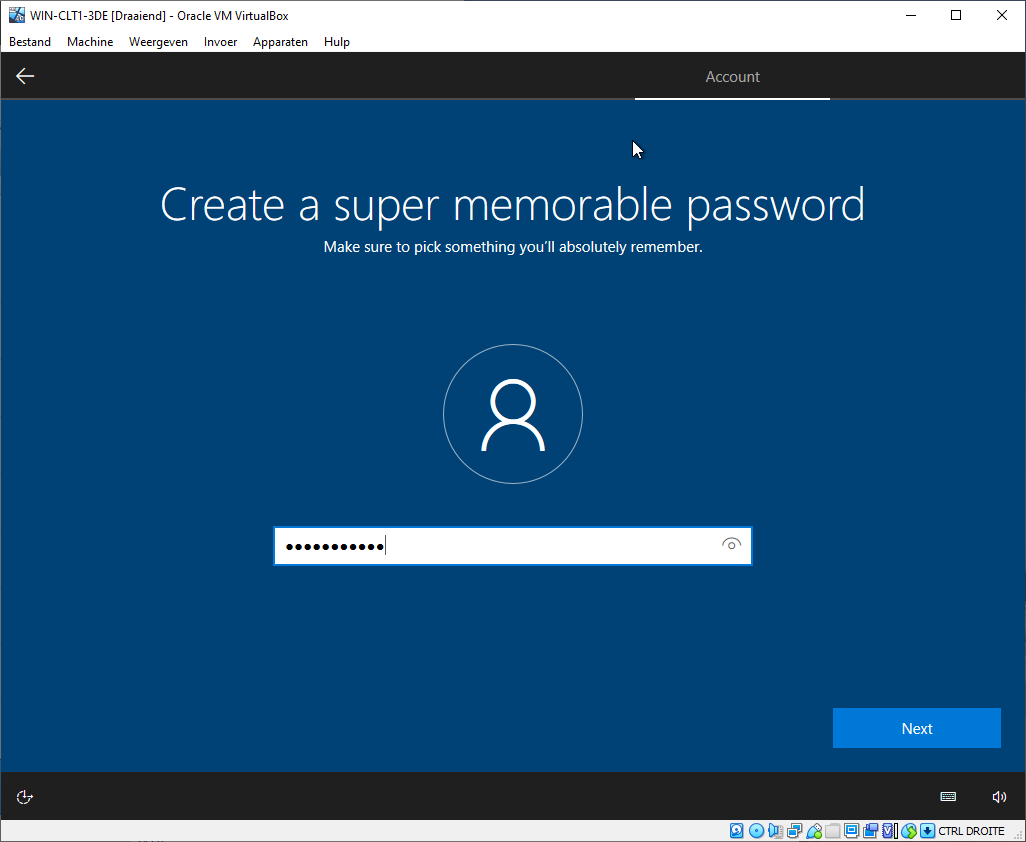 WIN-CLT1-3DE [Draaiend] - Oracle VM VirtualBox
Bestand Machine Weergeven Invoer Apparaten Hulp
Account
Create a super memorable password
Make sure to pick something you'll absolutely remember.
•••••••••••
Next
CTRL DROITE